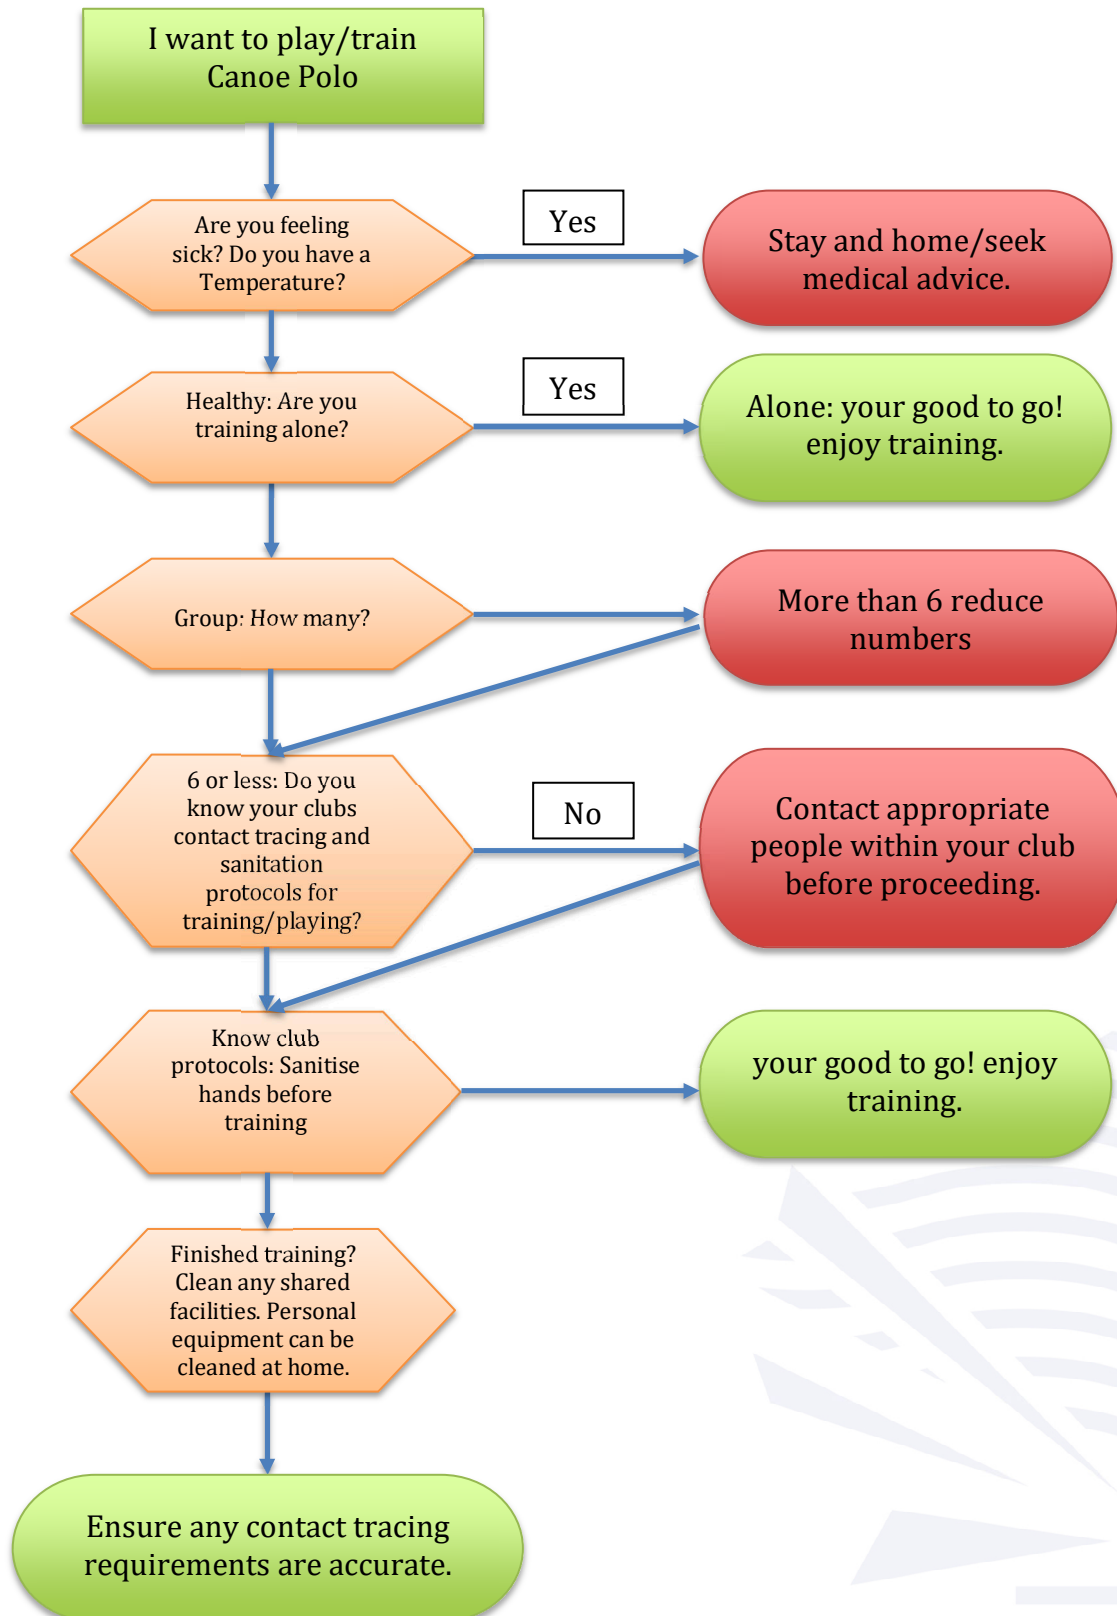 I want to play/train
Canoe Polo
Are you feeling
sick? Do you have a
Temperature?
Yes
Stay and home/seek
medical advice.
Healthy: Are you
training alone?
Yes
Alone: your good to go!
enjoy training.
Group: How many?
More than 6 reduce
numbers
6 or less: Do you
know your clubs
contact tracing and
sanitation
protocols for
training/playing?
No
Contact appropriate
people within your club
before proceeding.
Know club
protocols: Sanitise
hands before
training
your good to go! enjoy
training.
Finished training?
Clean any shared
facilities. Personal
equipment can be
cleaned at home.
Ensure any contact tracing
requirements are accurate.